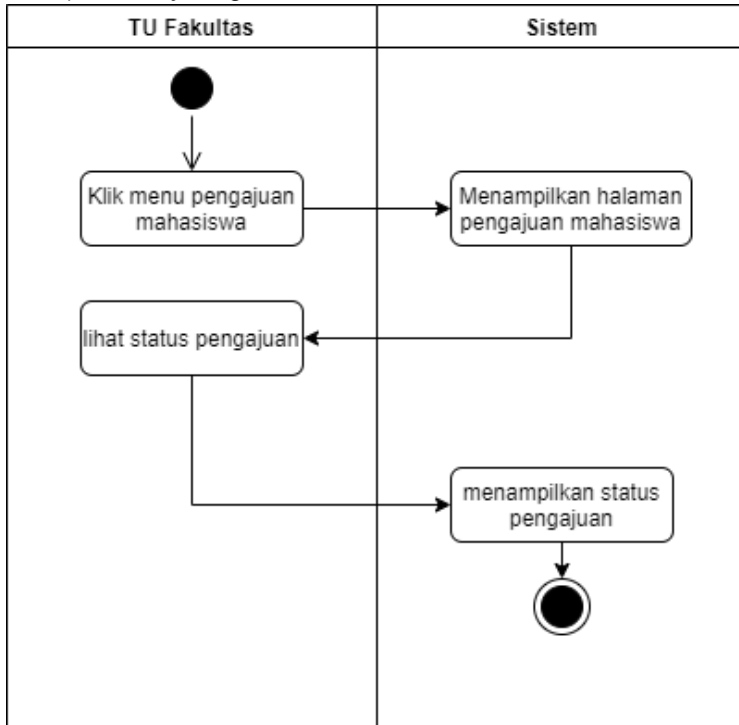 TU Fakultas
Sistem
Klik menu pengajuan
mahasiswa
Menampilkan halaman
pengajuan mahasiswa
lihat status pengajuan
menampilkan status
pengajuan